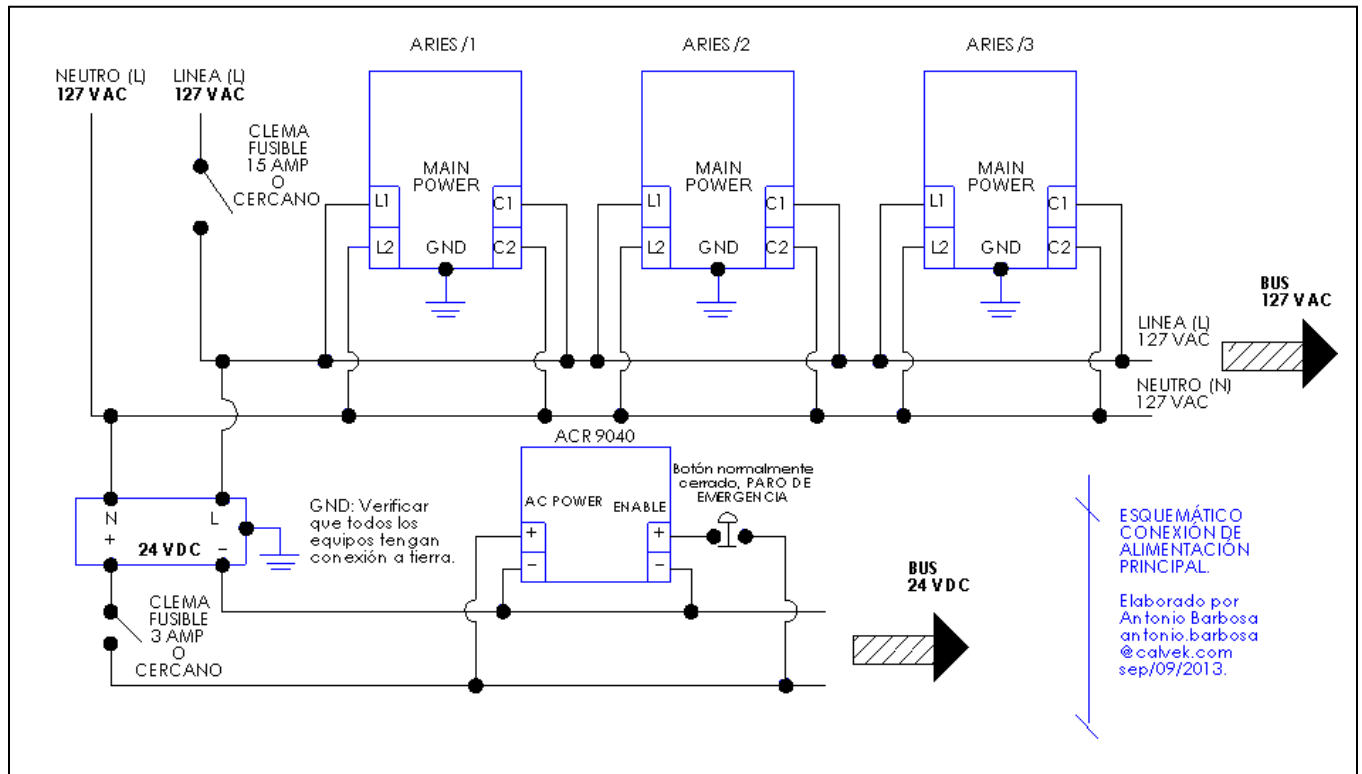 ARIES /1
ARIES /2
ARIES /3
NEUTRO (L)
127 VAC
LINEA (L)
127 VAC
CLEMA
FUSIBLE
15 AMP
O
CERCANO
MAIN
POWER
L1
L2
GND
C1
C2
MAIN
POWER
L1
L2
GND
C1
C2
MAIN
POWER
L1
L2
GND
C1
C2
BUS
127 VAC
LINEA (L)
127 VAC
NEUTRO (N)
127 VAC
ACR 9040
AC POWER
ENABLE
+
−
+
−
Botón normalmente
cerrado, PARO DE
EMERGENCIA
N
L
+
24 VDC
−
GND: Verificar
que todos los
equipos tengan
conexión a tierra.
CLEMA
FUSIBLE
3 AMP
O
CERCANO
BUS
24 VDC
ESQUEMÁTICO
CONEXIÓN DE
ALIMENTACIÓN
PRINCIPAL.
Elaborado por
Antonio Barbosa
antonio.barbosa
@calvek.com
sep/09/2013.